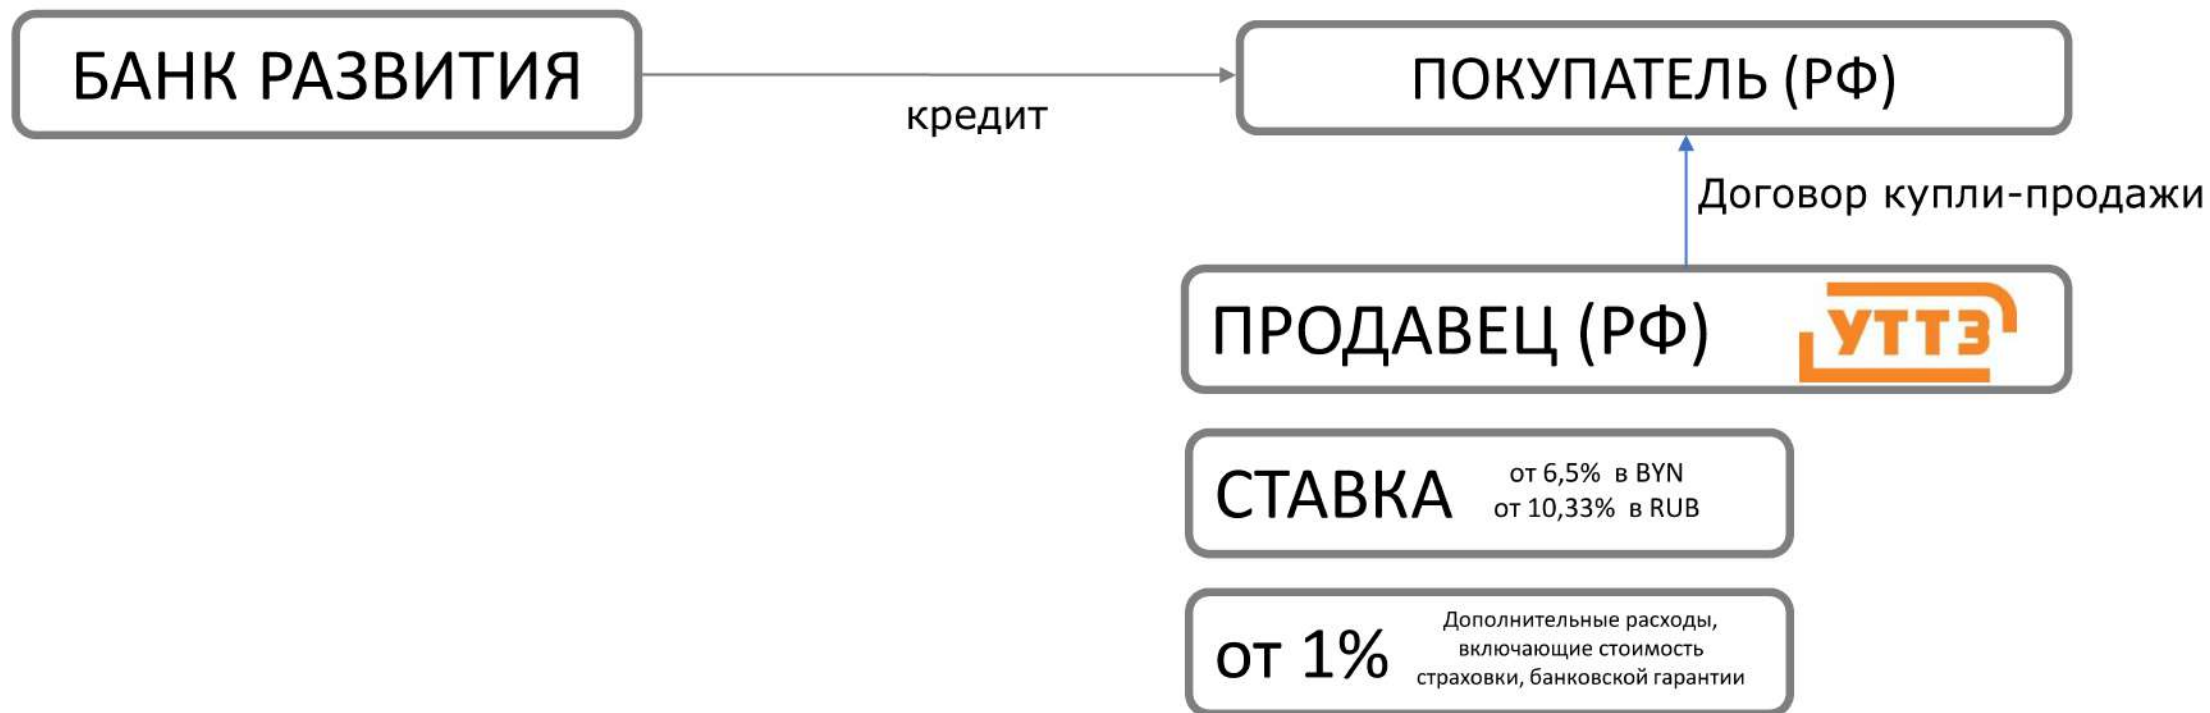 БАНК РАЗВИТИЯ
кредит
ПОКУПАТЕЛЬ (РФ)
Договор купли-продажи
ПРОДАВЕЦ (РФ)
УТТЗ
СТАВКА
от 6,5% в BYN
от 10,33% в RUB
от 1%
Дополнительные расходы,
включающие стоимость
страховки, банковской гарантии